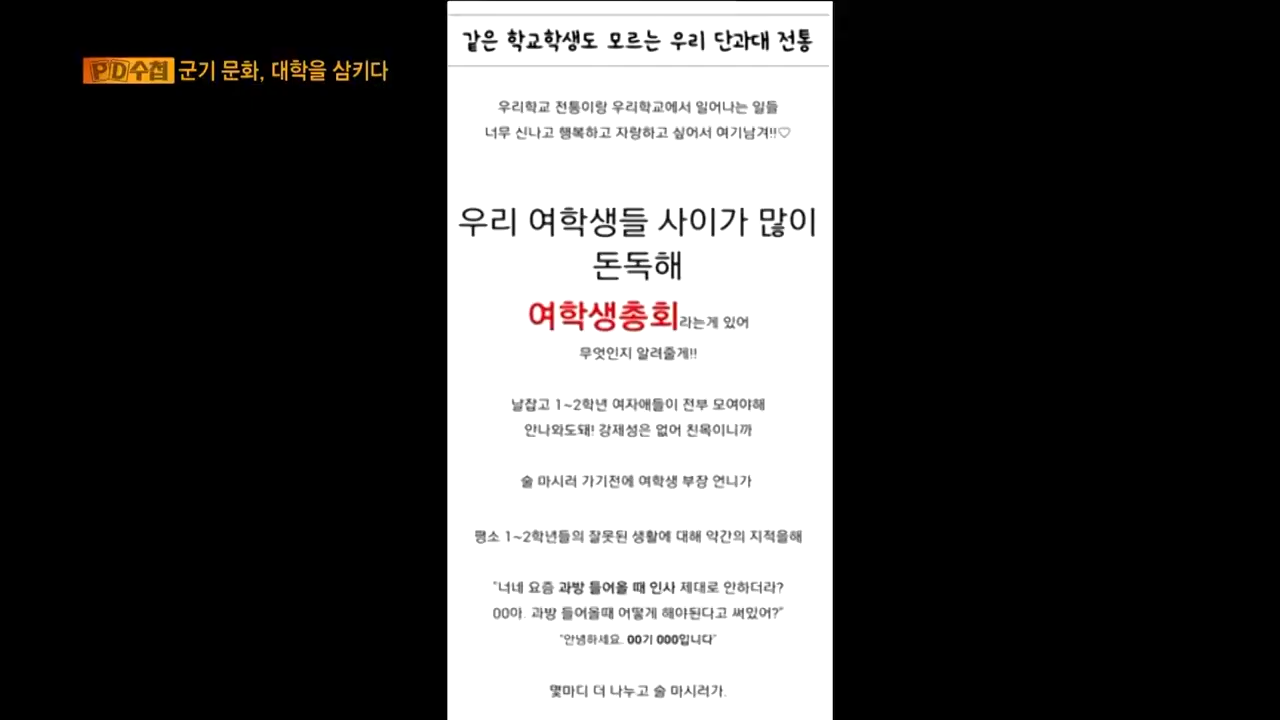 PD수첩 군기 문화, 대학을 삼키다
같은 학교학생도 모르는 우리 단과대 전통
우리학교 전통이랑 우리학교에서 일어나는 일들
너무 신나고 행복하고 자랑하고 싶어서 여기남겨!!♡
우리 여학생들 사이가 많이
돈독해
여학생총회라는게 있어
무엇인지 알려줄게!!
날잡고 1~2학년 여자애들이 전부 모여야해
안나와도돼! 강제성은 없어 친목이니까
술 마시러 가기전에 여학생 부장 언니가
평소 1~2학년들의 잘못된 생활에 대해 약간의 지적을해
"너네 요즘 과방 들어올 때 인사 제대로 안하더라?
00아. 과방 들어올때 어떻게 해야된다고 써있어?"
"안녕하세요. 00기 000입니다"
몇마디 더 나누고 술 마시러가.